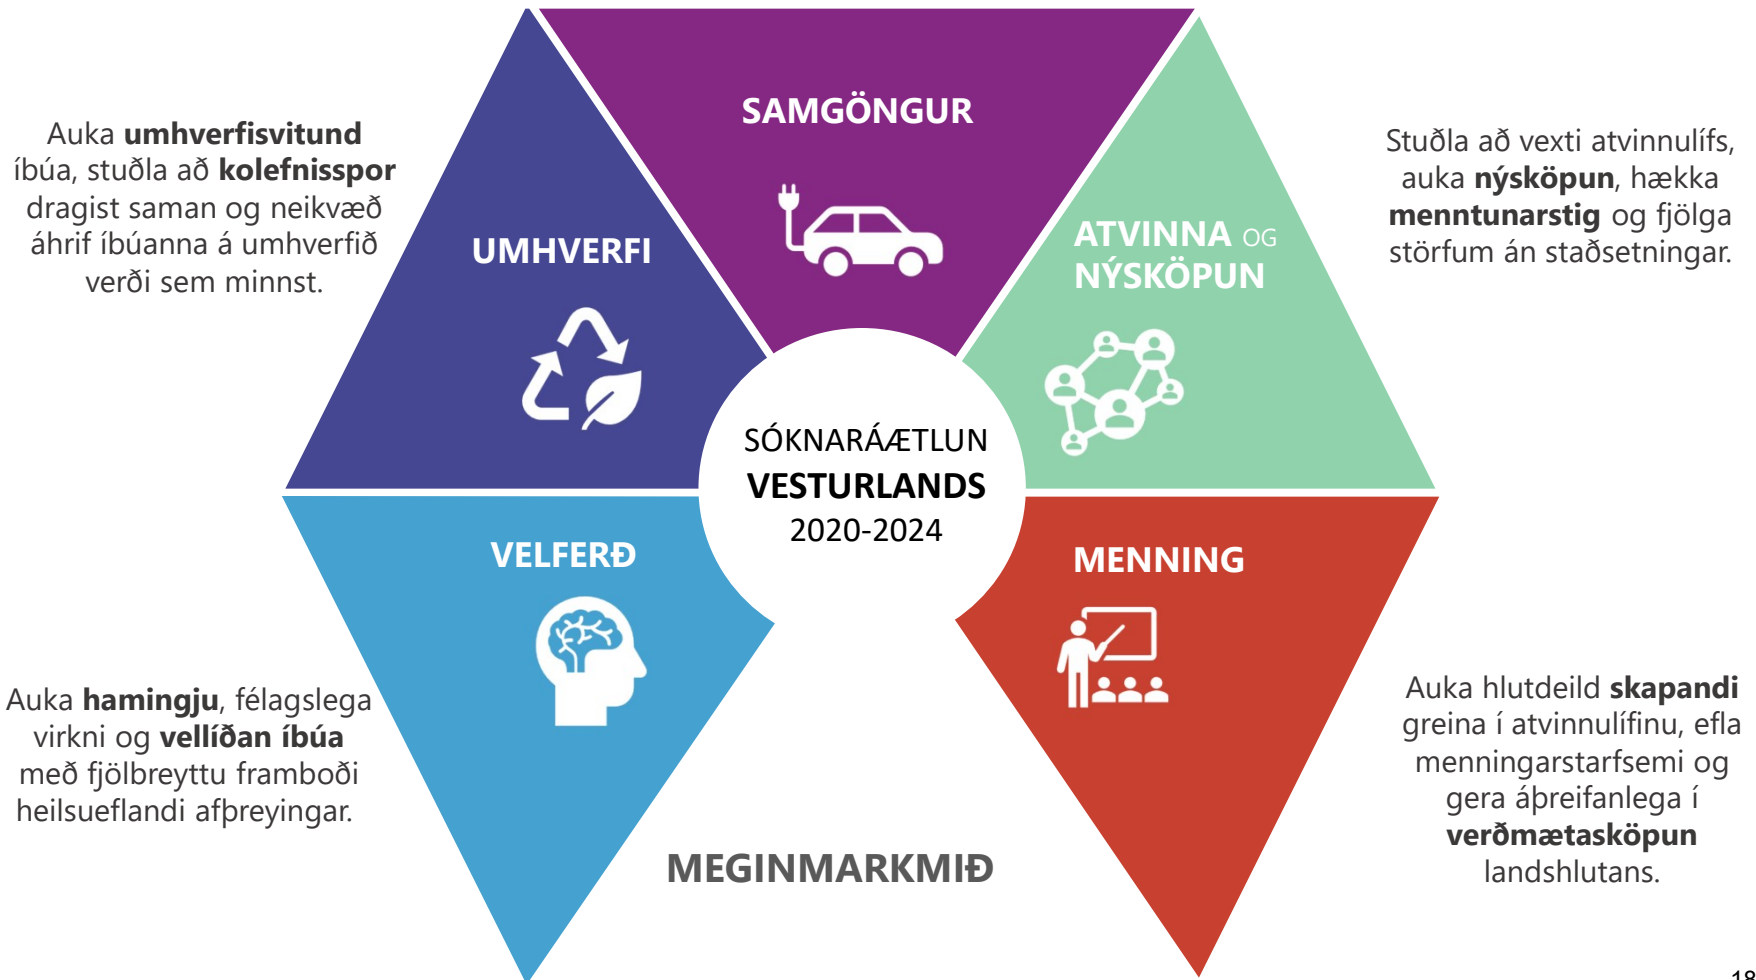 SAMGÖNGUR
Auka umhverfisvitund
íbúa, stuðla að kolefnisspor
dragist saman og neikvæð
áhrif íbúanna á umhverfið
verði sem minnst.
UMHVERFI
ATVINNA OG
NÝSKÖPUN
Stuðla að vexti atvinnulífs,
auka nýsköpun, hækka
menntunarstig og fjölga
störfum án staðsetningar.
SÓKNARÁÆTLUN
VESTURLANDS
2020-2024
VELFERÐ
Auka hamingju, félagslega
virkni og vellíðan íbúa
með fjölbreyttu framboði
heilsueflandi afþreyingar.
MENNING
Auka hlutdeild skapandi
greina í atvinnulífinu, efla
menningarstarfsemi og
gera áþreifanlega í
verðmætasköpun
landshlutans.
MEGINMARKMIÐ
18